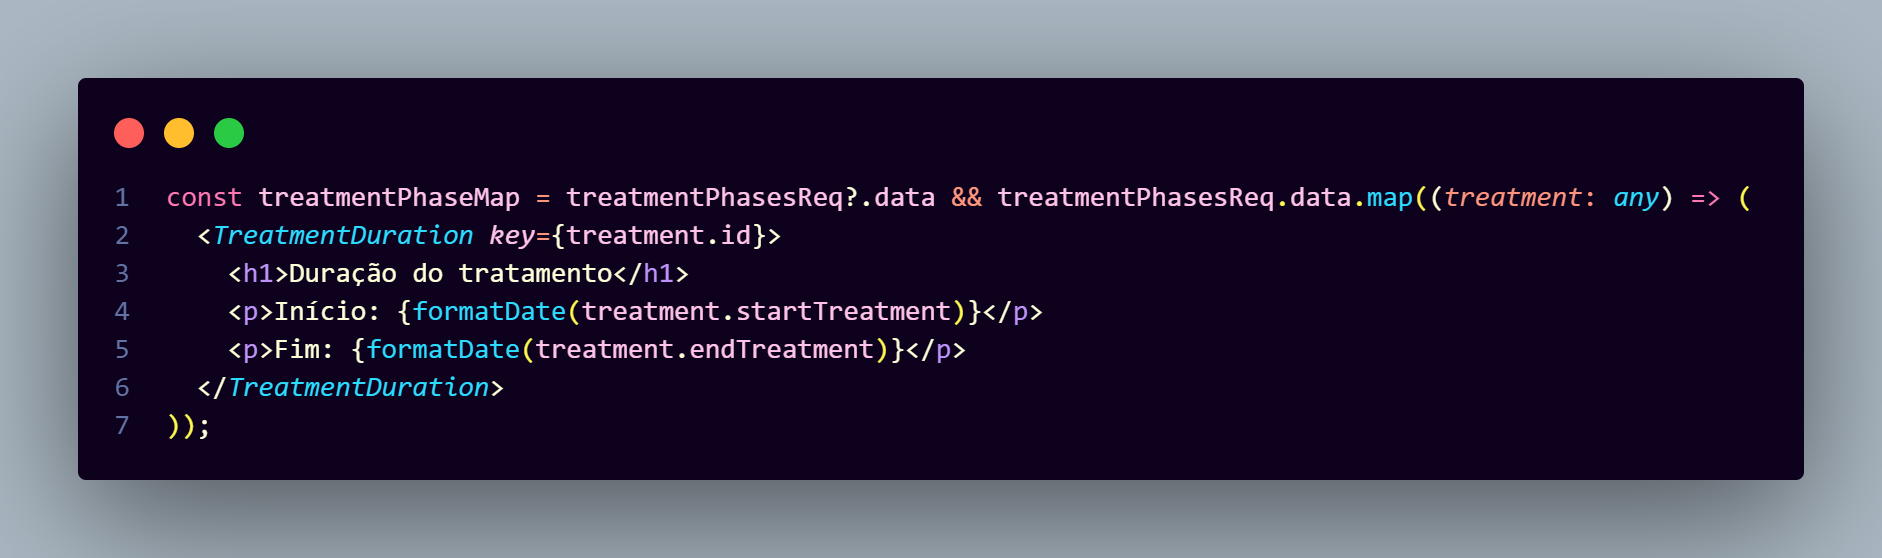 1 const treatmentPhaseMap = treatmentPhasesReq?.data && treatmentPhasesReq.data.map((treatment: any) => (
2   <TreatmentDuration key={treatment.id}>
3     <h1>Duração do tratamento</h1>
4     <p>Início: {formatDate(treatment.startTreatment)}</p>
5     <p>Fim: {formatDate(treatment.endTreatment)}</p>
6   </TreatmentDuration>
7 ));